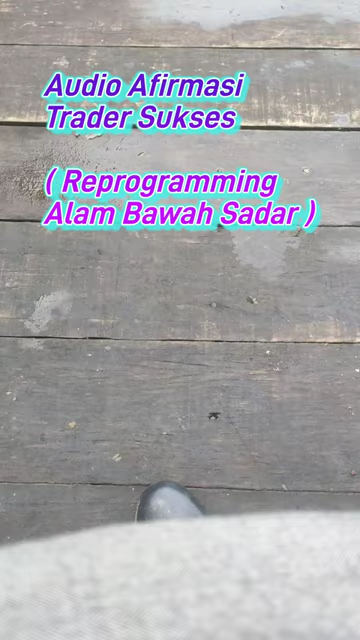 Audio Afirmasi
Trader Sukses
( Reprogramming
Alam Bawah Sadar )